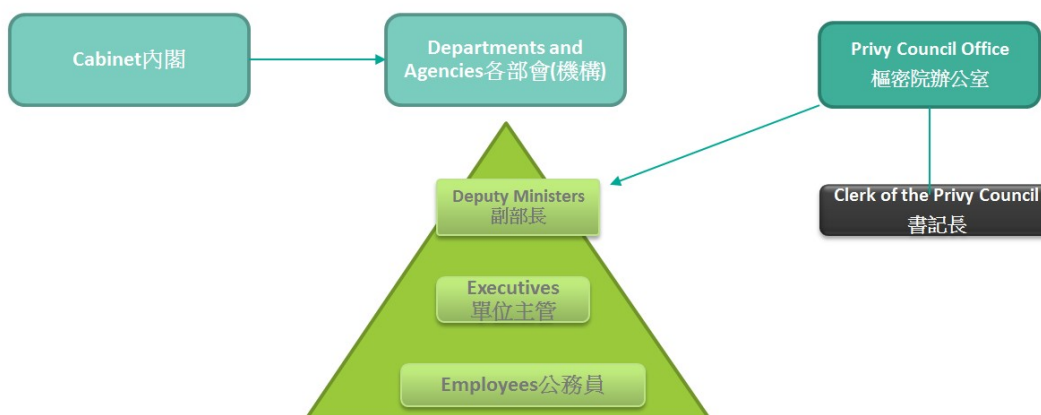 Cabinet內閣
Departments and
Agencies各部會(機構)
Privy Council Office
樞密院辦公室
Deputy Ministers
副部長
Clerk of the Privy Council
書記長
Executives
單位主管
Employees公務員